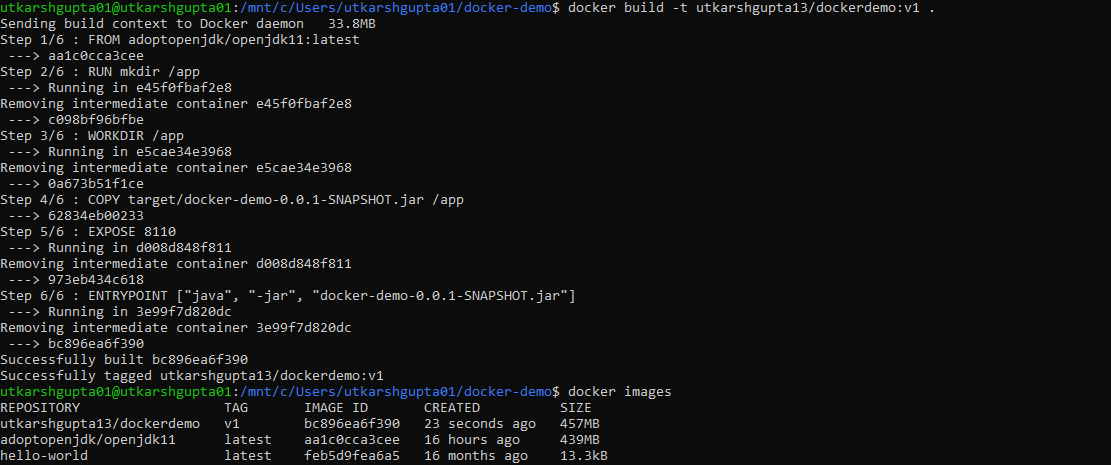 utkarshgupta01@utkarshgupta01:/mnt/c/Users/utkarshgupta01/docker-demo$ docker build -t utkarshgupta13/dockerdemo:v1 .
Sending build context to Docker daemon   33.8MB
Step 1/6 : FROM adoptopenjdk/openjdk11:latest
 ---> aa1c0cca3cee
Step 2/6 : RUN mkdir /app
 ---> Running in e45f0fbaf2e8
Removing intermediate container e45f0fbaf2e8
 ---> c098bf96bfbe
Step 3/6 : WORKDIR /app
 ---> Running in e5cae34e3968
Removing intermediate container e5cae34e3968
 ---> 0a673b51f1ce
Step 4/6 : COPY target/docker-demo-0.0.1-SNAPSHOT.jar /app
 ---> 62834eb00233
Step 5/6 : EXPOSE 8110
 ---> Running in d008d848f811
Removing intermediate container d008d848f811
 ---> 973eb434c618
Step 6/6 : ENTRYPOINT ["java", "-jar", "docker-demo-0.0.1-SNAPSHOT.jar"]
 ---> Running in 3e99f7d820dc
Removing intermediate container 3e99f7d820dc
 ---> bc896ea6f390
Successfully built bc896ea6f390
Successfully tagged utkarshgupta13/dockerdemo:v1
utkarshgupta01@utkarshgupta01:/mnt/c/Users/utkarshgupta01/docker-demo$ docker images
REPOSITORY                  TAG       IMAGE ID       CREATED          SIZE
utkarshgupta13/dockerdemo   v1        bc896ea6f390   23 seconds ago   457MB
adoptopenjdk/openjdk11      latest    aa1c0cca3cee   16 hours ago     439MB
hello-world                 latest    feb5d9fea6a5   16 months ago    13.3kB